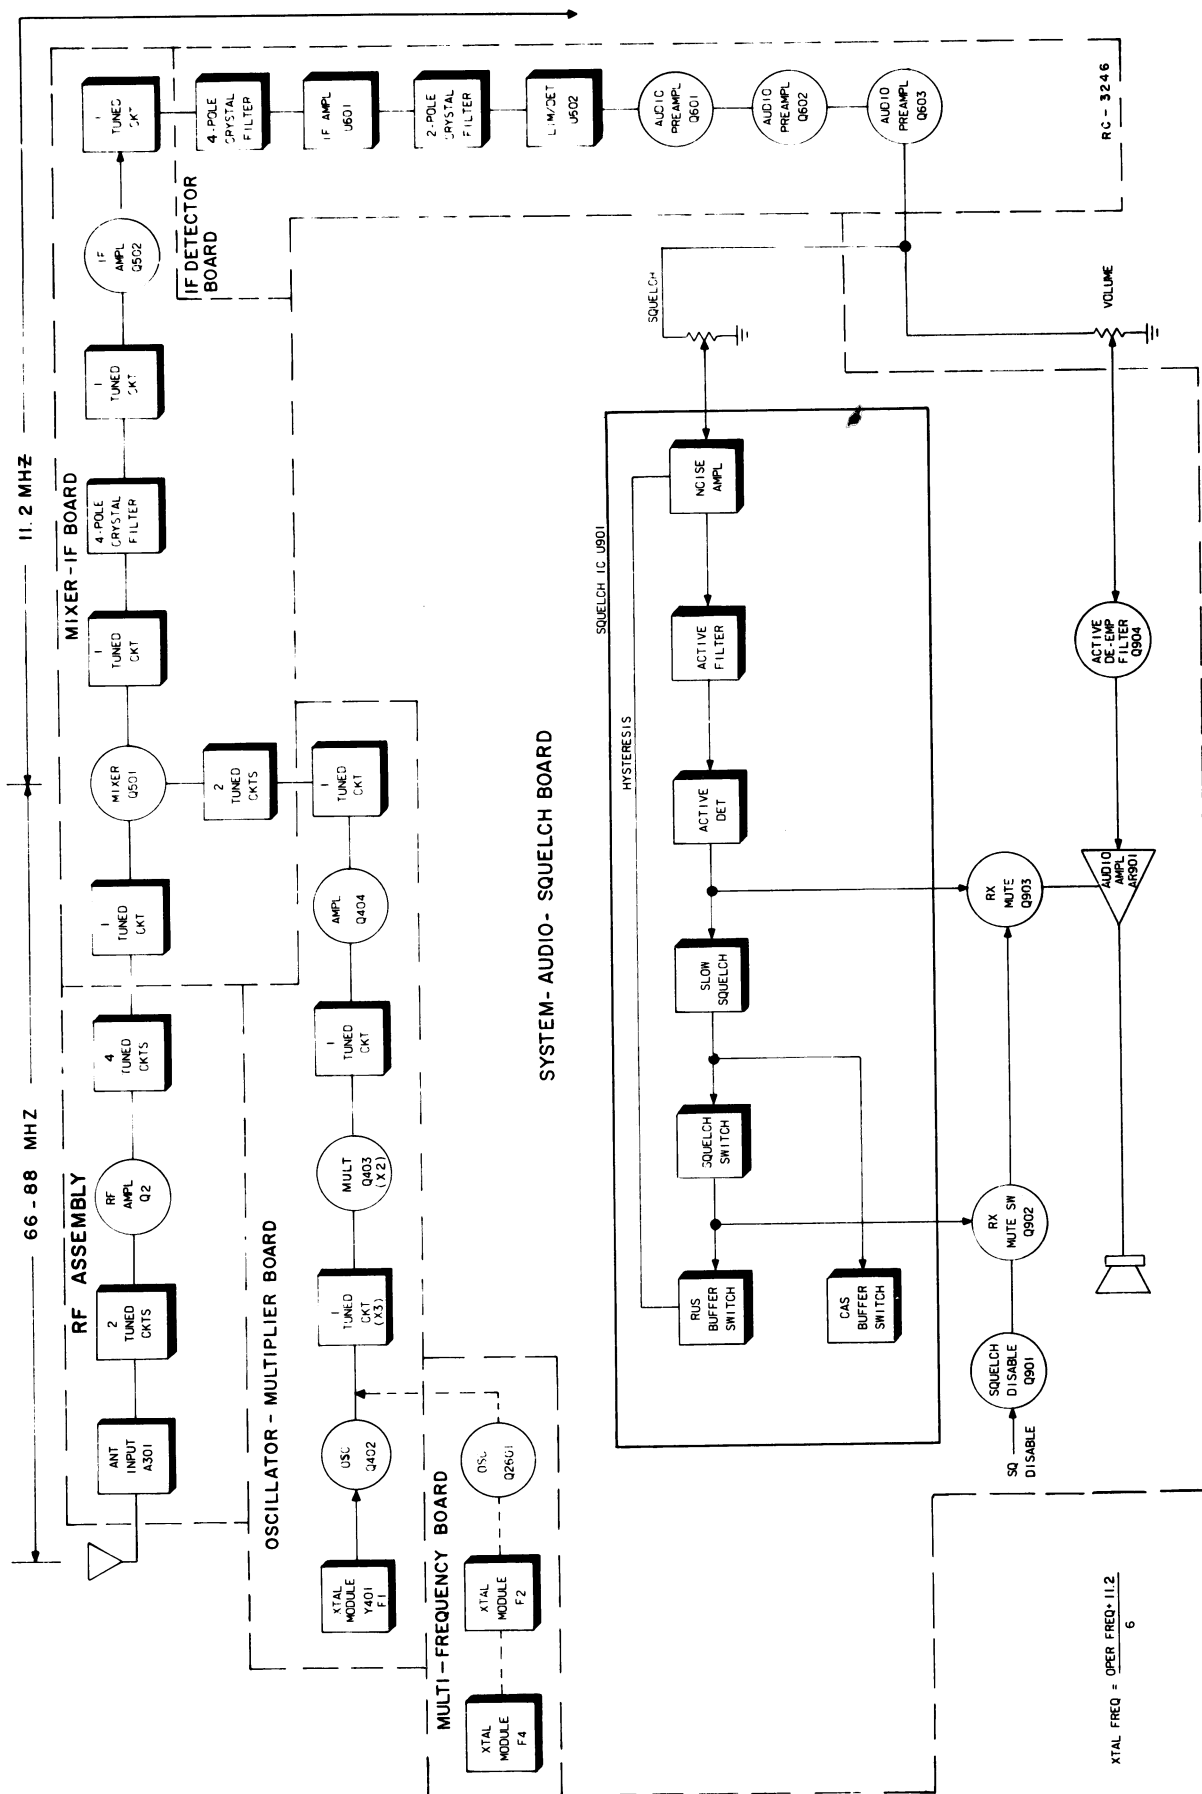 66-88 MHZ
11.2 MHZ
RF ASSEMBLY
MIXER-IF BOARD
ANT
INPUT
A301
2
TUNED
CKTS
RF
AMPL
Q2
4
TUNED
CKTS
1
TUNED
CKT
MIXER
Q501
1
TUNED
CKT
4-POLE
CRYSTAL
FILTER
1
TUNED
CKT
IF
AMPL
Q502
1
TUNED
CKT
2
TUNED
CKTS
IF DETECTOR
BOARD
4-POLE
CRYSTAL
FILTER
IF AMPL
U601
2-POLE
CRYSTAL
FILTER
LIM/DET
U502
AUDIO
PREAMPL
Q601
AUDIO
PREAMPL
Q602
AUDIO
PREAMPL
Q603
RC-3246
OSCILLATOR-MULTIPLIER BOARD
XTAL
MODULE
Y401
F1
OSC
Q402
1
TUNED
CKT
(X3)
MULT
Q403
(X2)
1
TUNED
CKT
AMPL
Q404
1
TUNED
CKT
MULTI-FREQUENCY BOARD
XTAL
MODULE
F4
XTAL
MODULE
F2
OSC
Q2601
SYSTEM-AUDIO-SQUELCH BOARD
SQUELCH IC U901
HYSTERESIS
SQUELCH
RUS
BUFFER
SWITCH
SQUELCH
SWITCH
SLOW
SQUELCH
ACTIVE
DET
ACTIVE
FILTER
NOISE
AMPL
CAS
BUFFER
SWITCH
SQ
DISABLE
SQUELCH
DISABLE
Q901
RX
MUTE SW
Q902
RX
MUTE
Q903
AUDIO
AMPL
AR901
ACTIVE
DE-EMP
FILTER
Q904
VOLUME
XTAL FREQ = OPER FREQ+11.2
6